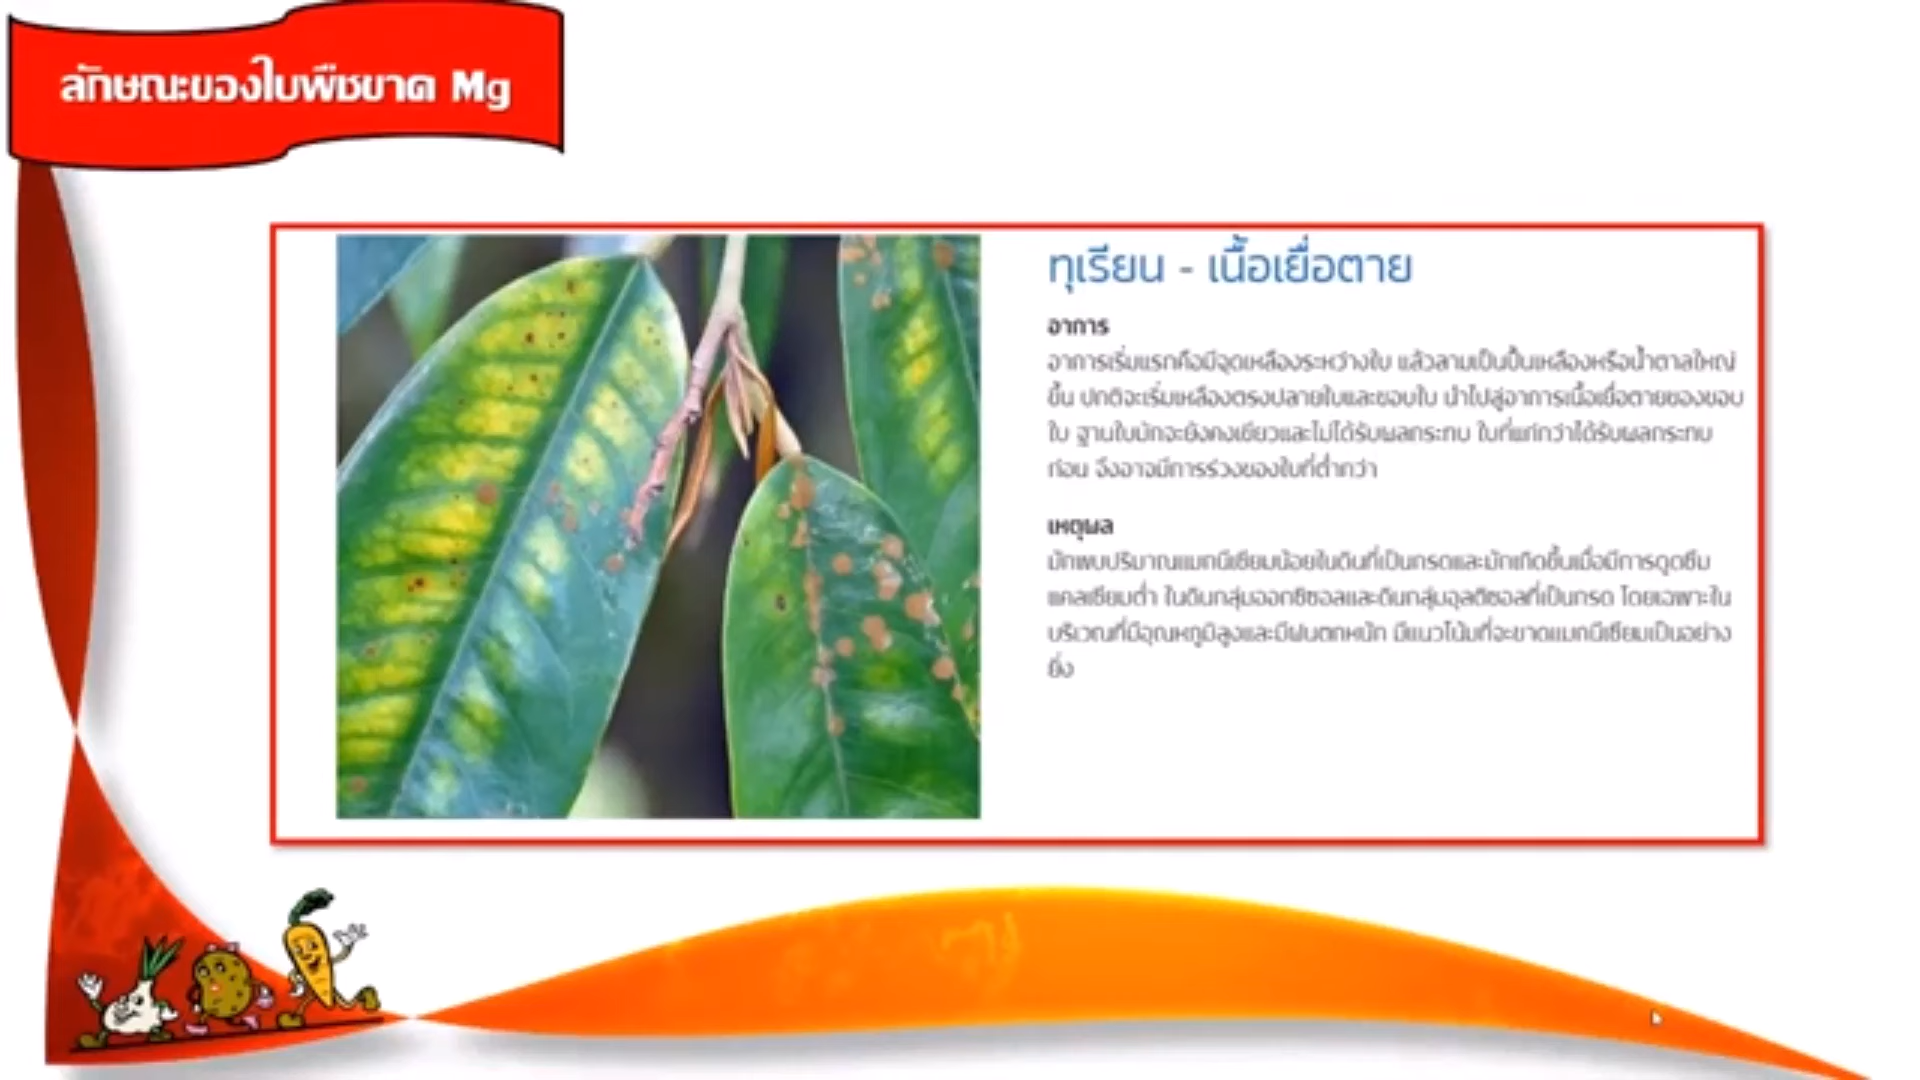 ลักษณะของใบพืชขาด Mg
ทุเรียน - เนื้อเยื่อตาย
อาการ
อาการเริ่มแรกคือมีจุดเหลืองระหว่างใบ แล้วลามเป็นปื้นเหลืองหรือน้ำตาลใหญ่
ขึ้น ปกติจะเริ่มเหลืองตรงปลายใบและขอบใบ นำไปสู่อาการเนื้อเยื่อตายของขอบ
ใบ ฐานใบมักจะยังคงเขียวและไม่ได้รับผลกระทบ ใบที่แก่กว่าได้รับผลกระทบ
ก่อน จึงอาจมีการร่วงของใบที่ต่ำกว่า
เหตุผล
มักพบปริมาณแมกนีเซียมน้อยในดินที่เป็นกรดและมักเกิดขึ้นเมื่อมีการดูดซึม
แคลเซียมต่ำ ในดินกลุ่มออกซิซอลและดินกลุ่มอุลติซอลที่เป็นกรด โดยเฉพาะใน
บริเวณที่มีอุณหภูมิสูงและมีฝนตกหนัก มีแนวโน้มที่จะขาดแมกนีเซียมเป็นอย่าง
ยิ่ง